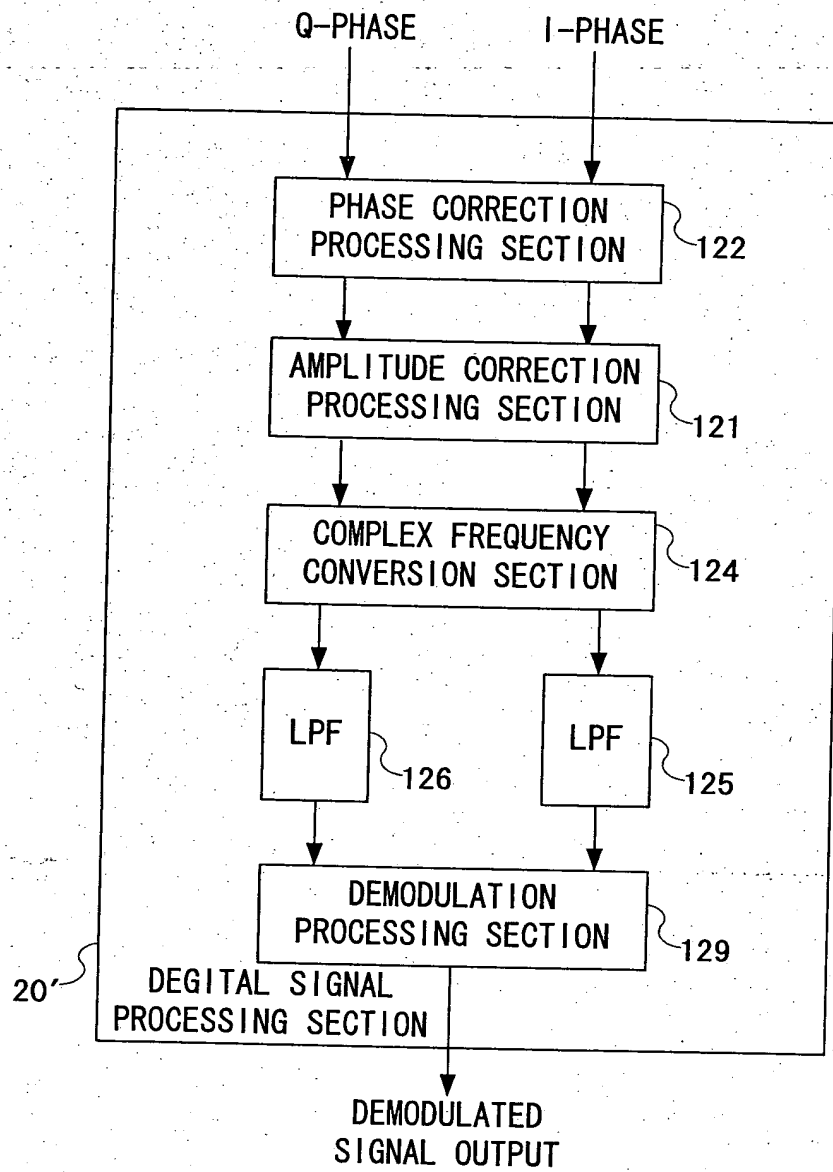 Q-PHASE
I-PHASE
PHASE CORRECTION
PROCESSING SECTION
122
AMPLITUDE CORRECTION
PROCESSING SECTION
121
COMPLEX FREQUENCY
CONVERSION SECTION
124
LPF
126
LPF
125
DEMODULATION
PROCESSING SECTION
129
20′
DEGITAL SIGNAL
PROCESSING SECTION
DEMODULATED
SIGNAL OUTPUT